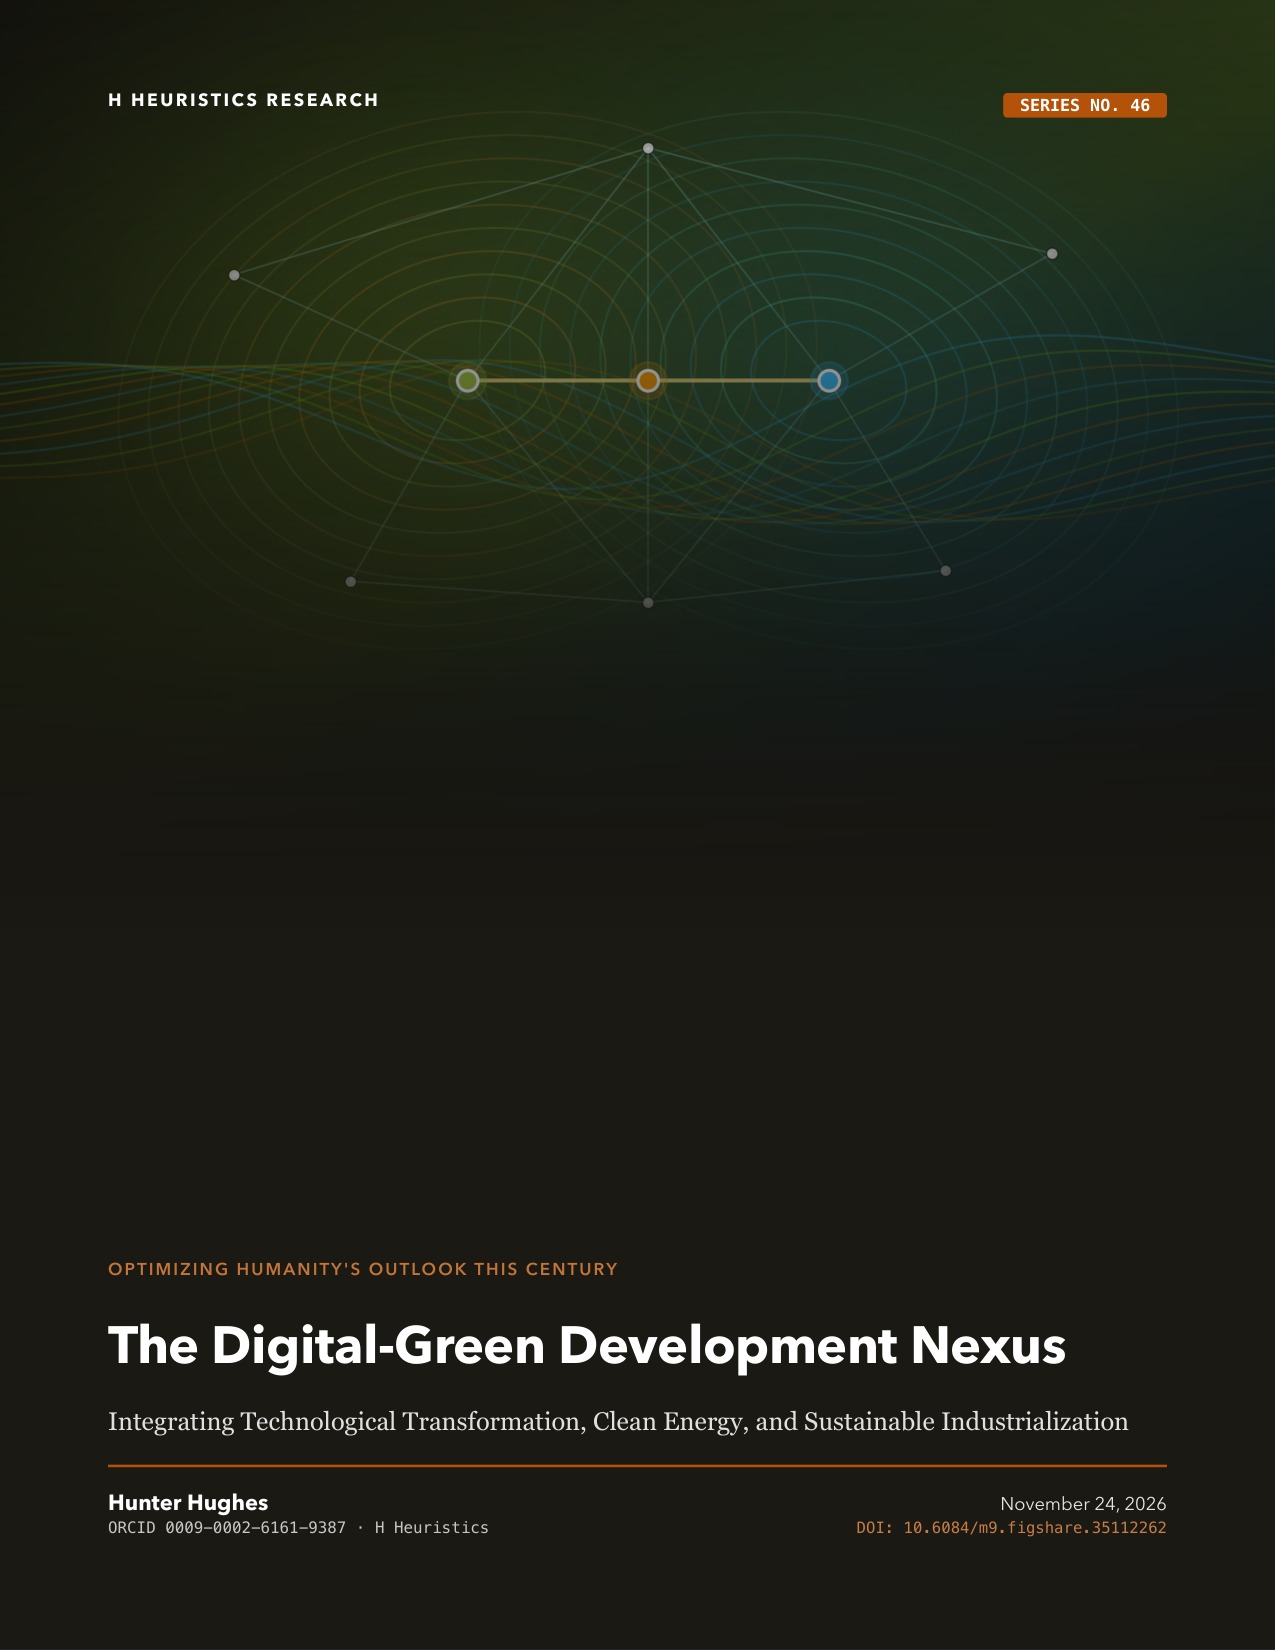 H HEURISTICS RESEARCH
SERIES NO. 46
OPTIMIZING HUMANITY'S OUTLOOK THIS CENTURY
The Digital-Green Development Nexus
Integrating Technological Transformation, Clean Energy, and Sustainable Industrialization
Hunter Hughes
November 24, 2026
ORCID 0009-0002-6161-9387 · H Heuristics
DOI: 10.6084/m9.figshare.35112262